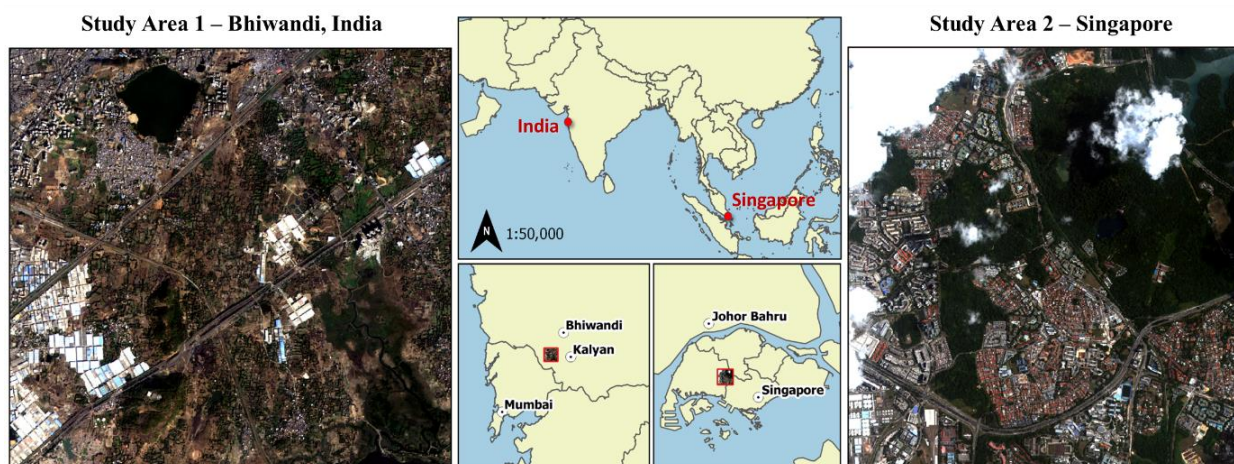 Study Area 1 – Bhiwandi, India
Study Area 2 – Singapore
India
Singapore
N
1:50,000
Bhiwandi
Kalyan
Mumbai
Johor Bahru
Singapore